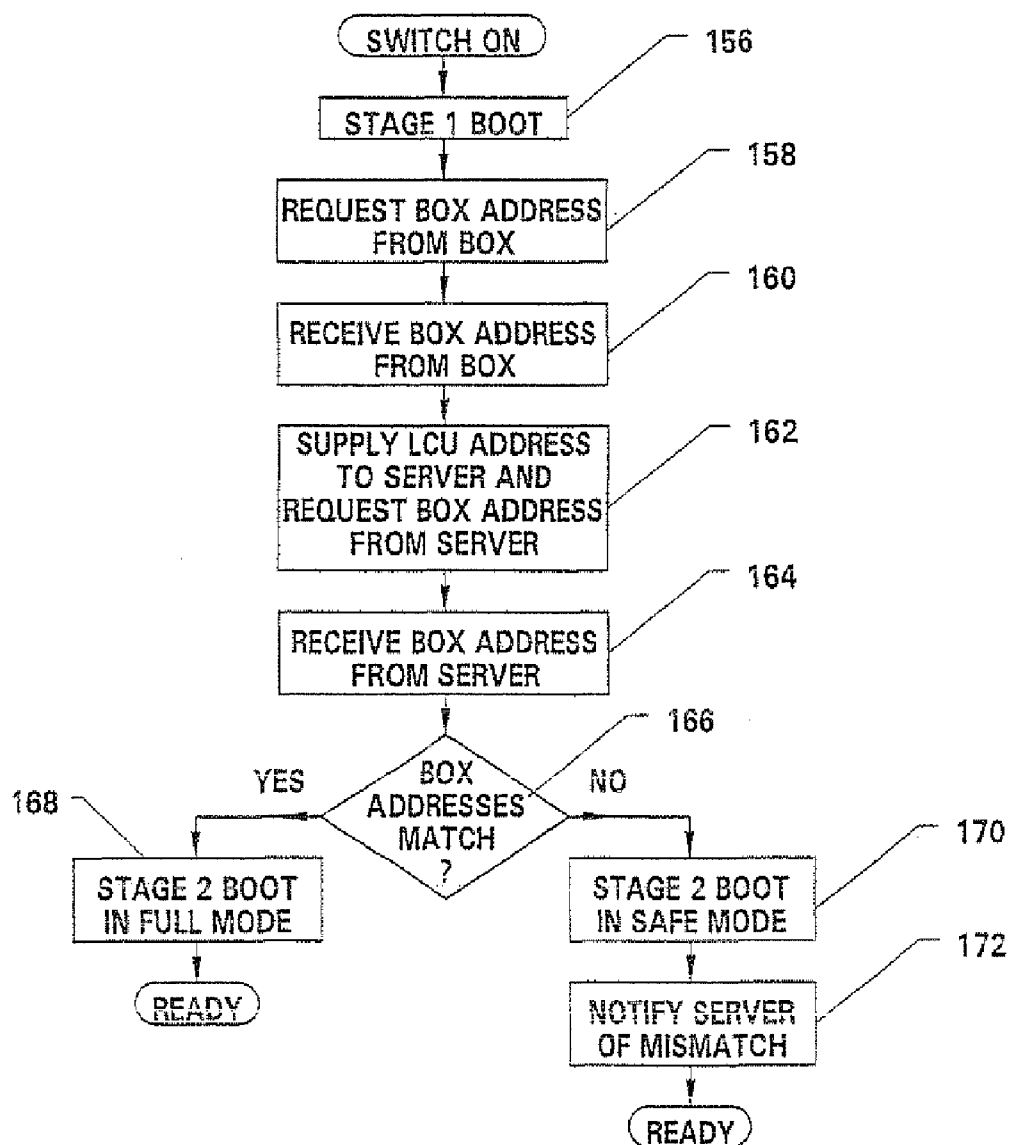 SWITCH ON
156
STAGE 1 BOOT
158
REQUEST BOX ADDRESS
FROM BOX
160
RECEIVE BOX ADDRESS
FROM BOX
162
SUPPLY LCU ADDRESS
TO SERVER AND
REQUEST BOX ADDRESS
FROM SERVER
164
RECEIVE BOX ADDRESS
FROM SERVER
166
BOX
ADDRESSES
MATCH
?
YES
NO
168
STAGE 2 BOOT
IN FULL MODE
READY
170
STAGE 2 BOOT
IN SAFE MODE
172
NOTIFY SERVER
OF MISMATCH
READY